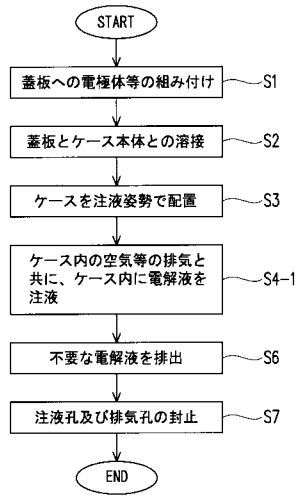 START
蓋板への電極体等の組み付け
S1
蓋板とケース本体との溶接
S2
ケースを注液姿勢で配置
S3
ケース内の空気等の排気と
共に、ケース内に電解液を
注液
S4-1
不要な電解液を排出
S6
注液孔及び排気孔の封止
S7
END